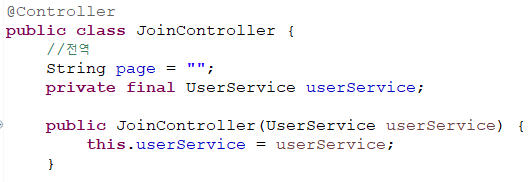 @Controller
public class JoinController {
    //전역
    String page = "";
    private final UserService userService;
    public JoinController(UserService userService) {
        this.userService = userService;
    }